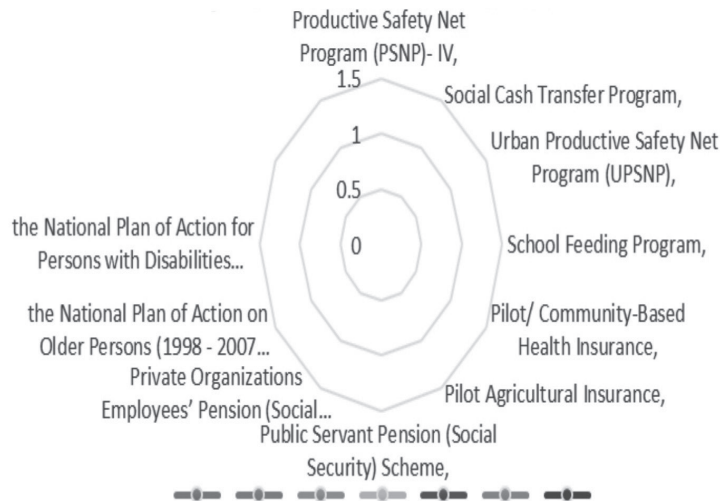 Productive Safety Net
Program (PSNP)- IV,
1.5
Social Cash Transfer Program,
1
Urban Productive Safety Net
Program (UPSNP),
0.5
the National Plan of Action for
Persons with Disabilities...
0
School Feeding Program,
the National Plan of Action on
Older Persons (1998 - 2007...
Pilot/ Community-Based
Health Insurance,
Private Organizations
Employees' Pension (Social...
Pilot Agricultural Insurance,
Public Servant Pension (Social
Security) Scheme,